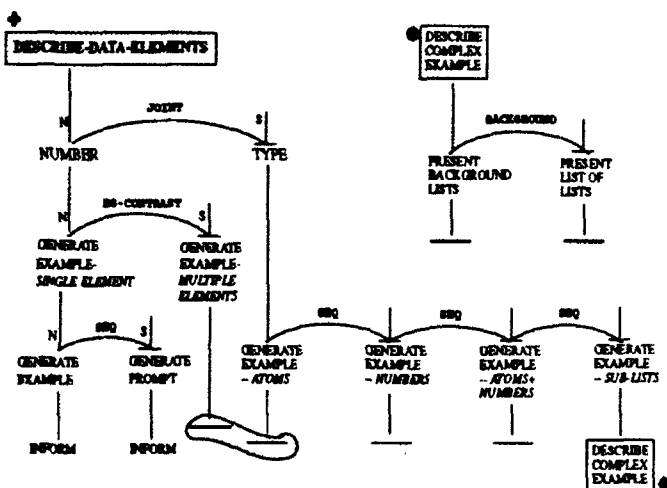 DESCRIBE-DATA-ELEMENTS
DESCRIBE
COMPLEX
EXAMPLE
JOINT
N
S
NUMBER
TYPE
BACKGROUND
PRESENT
BACKGROUND
LISTS
PRESENT
LIST OF
LISTS
N
BG-CONTRAST
S
GENERATE
EXAMPLE-
SINGLE ELEMENT
GENERATE
EXAMPLE-
MULTIPLE
ELEMENTS
N
SEQ
S
GENERATE
EXAMPLE
GENERATE
PROMPT
SEQ
SEQ
SEQ
GENERATE
EXAMPLE
- ATOMS
GENERATE
EXAMPLE
- NUMBERS
GENERATE
EXAMPLE
-- ATOMS+
NUMBERS
GENERATE
EXAMPLE
- SUB-LISTS
INFORM
INFORM
DESCRIBE
COMPLEX
EXAMPLE